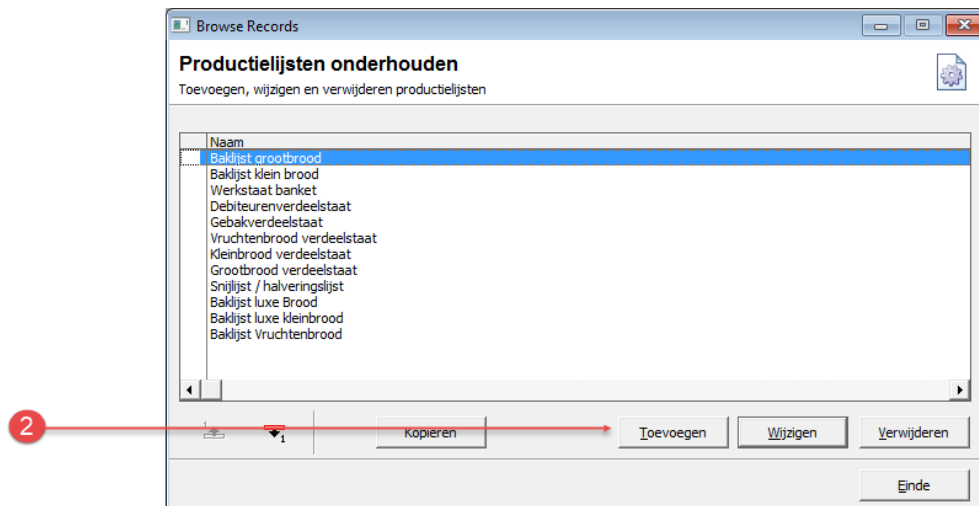 Browse Records
Productielijsten onderhouden
Toevoegen, wijzigen en verwijderen productielijsten
Naam
Baklijst grootbrood
Baklijst klein brood
Werkstaat banket
Debiteurenverdeelstaat
Gebakverdeelstaat
Vruchtenbrood verdeelstaat
Kleinbrood verdeelstaat
Grootbrood verdeelstaat
Snijlijst / halveringslijst
Baklijst luxe Brood
Baklijst luxe kleinbrood
Baklijst Vruchtenbrood
2 1 1 Kopieren Toevoegen Wijzigen Verwijderen
Einde